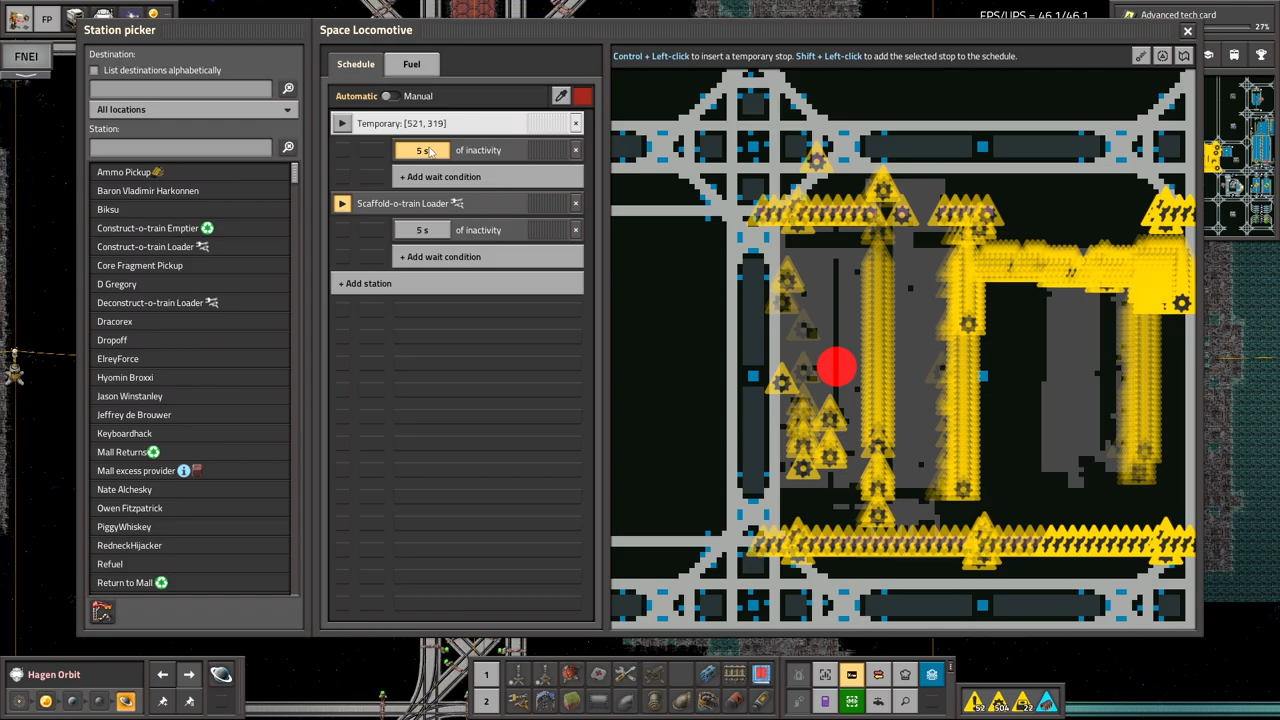 FP
FPS/UPS = 46.1/46.1
Advanced tech card
27%
FNEI
Station picker
Destination:
List destinations alphabetically
All locations
Station:
Ammo Pickup
Baron Vladimir Harkonnen
Biksu
Construct-o-train Emptier
Construct-o-train Loader
Core Fragment Pickup
D Gregory
Deconstruct-o-train Loader
Dracorex
Dropoff
ElreyForce
Hyomin Broxxi
Jason Winstanley
Jeffrey de Brouwer
Keyboardhack
Mall Returns
Mall excess provider
Nate Alchesky
Owen Fitzpatrick
PiggyWhiskey
RedneckHijacker
Refuel
Return to Mall
Space Locomotive
Schedule
Fuel
Automatic
Manual
Temporary: [521, 319]
5 s
of inactivity
+ Add wait condition
Scaffold-o-train Loader
5 s
of inactivity
+ Add wait condition
+ Add station
Control + Left-click to insert a temporary stop. Shift + Left-click to add the selected stop to the schedule.
Hagen Orbit
1
2
52
504
22